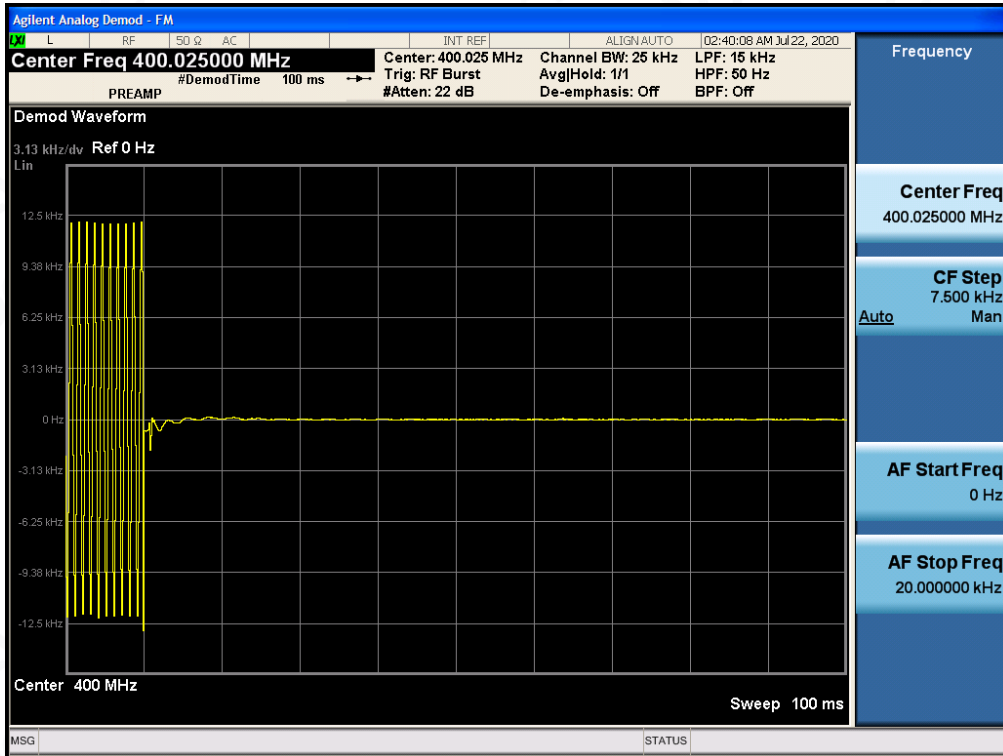 Agilent Analog Demod - FM
LXI L RF 50 Ω AC INT REF ALIGN AUTO 02:40:08 AM Jul 22, 2020
Center Freq 400.025000 MHz
#DemodTime 100 ms
PREAMP
Center: 400.025 MHz
Trig: RF Burst
#Atten: 22 dB
Channel BW: 25 kHz
Avg|Hold: 1/1
De-emphasis: Off
LPF: 15 kHz
HPF: 50 Hz
BPF: Off
Demod Waveform
3.13 kHz/dv Ref 0 Hz
Lin
12.5 kHz
9.38 kHz
6.25 kHz
3.13 kHz
0 Hz
-3.13 kHz
-6.25 kHz
-9.38 kHz
-12.5 kHz
Center 400 MHz
Sweep 100 ms
MSG STATUS
Frequency
Center Freq
400.025000 MHz
CF Step
7.500 kHz
Auto Man
AF Start Freq
0 Hz
AF Stop Freq
20.000000 kHz